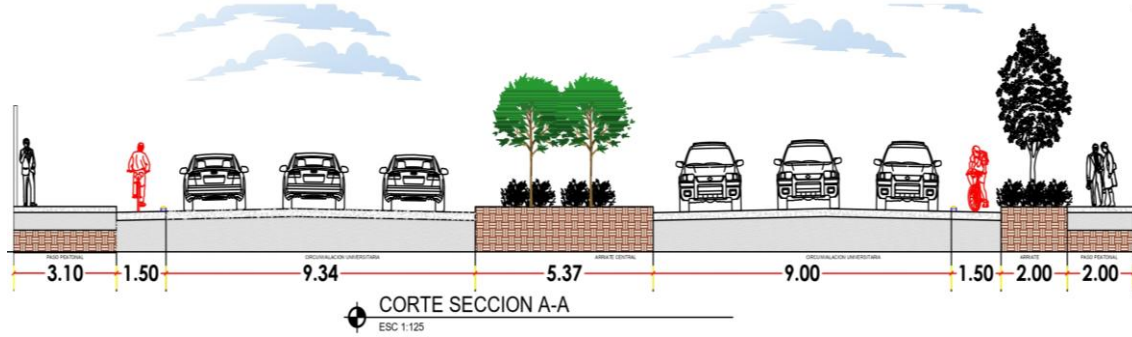 PASO PEATONAL CIRCUNVALACION UNIVERSITARIA ARRIATE CENTRAL CIRCUNVALACION UNIVERSITARIA ARRIATE PASO PEATONAL
3.10 1.50 9.34 5.37 9.00 1.50 2.00 2.00
CORTE SECCION A-A
ESC 1:125